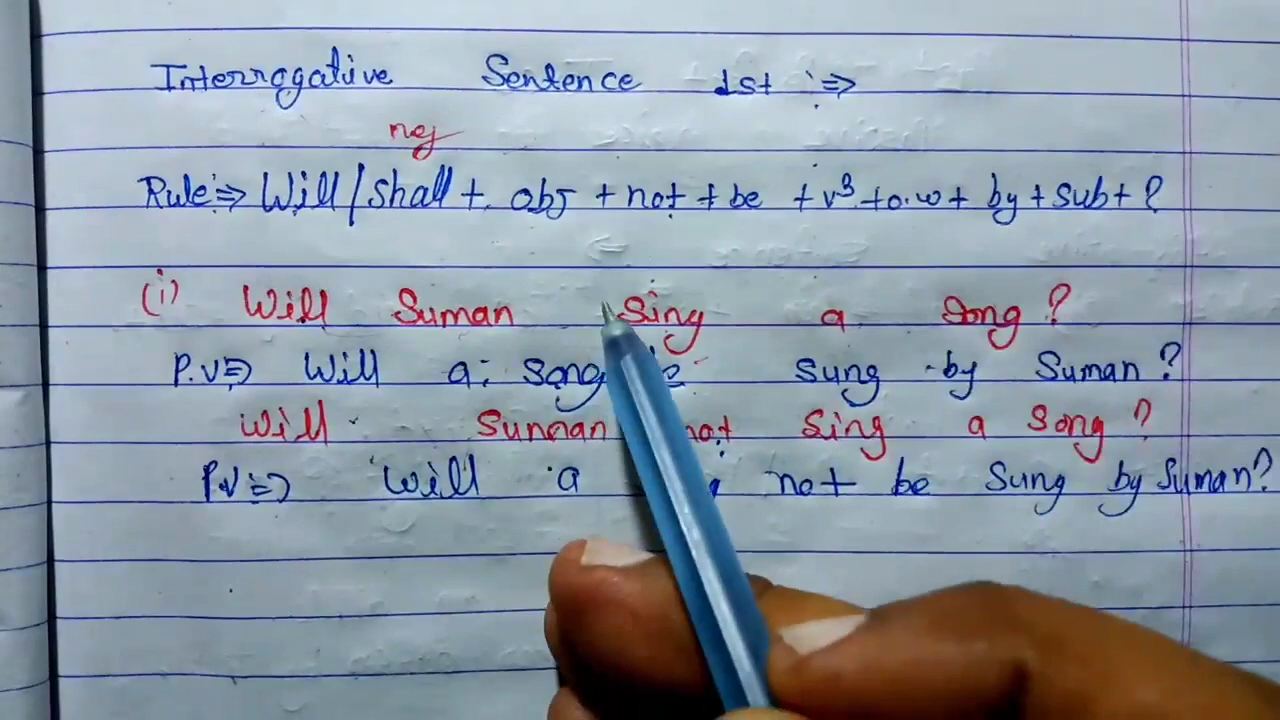 Interrogative Sentence 1st :⇒
neg
Rule:⇒ Will/Shall + obj + not + be + v³ + o.w + by + sub + ?
(i) Will Suman Sing a Song?
P.V⇒ Will a song be sung by Suman?
Will Suman not Sing a Song?
P.V⇒ Will a not be Sung by Suman?